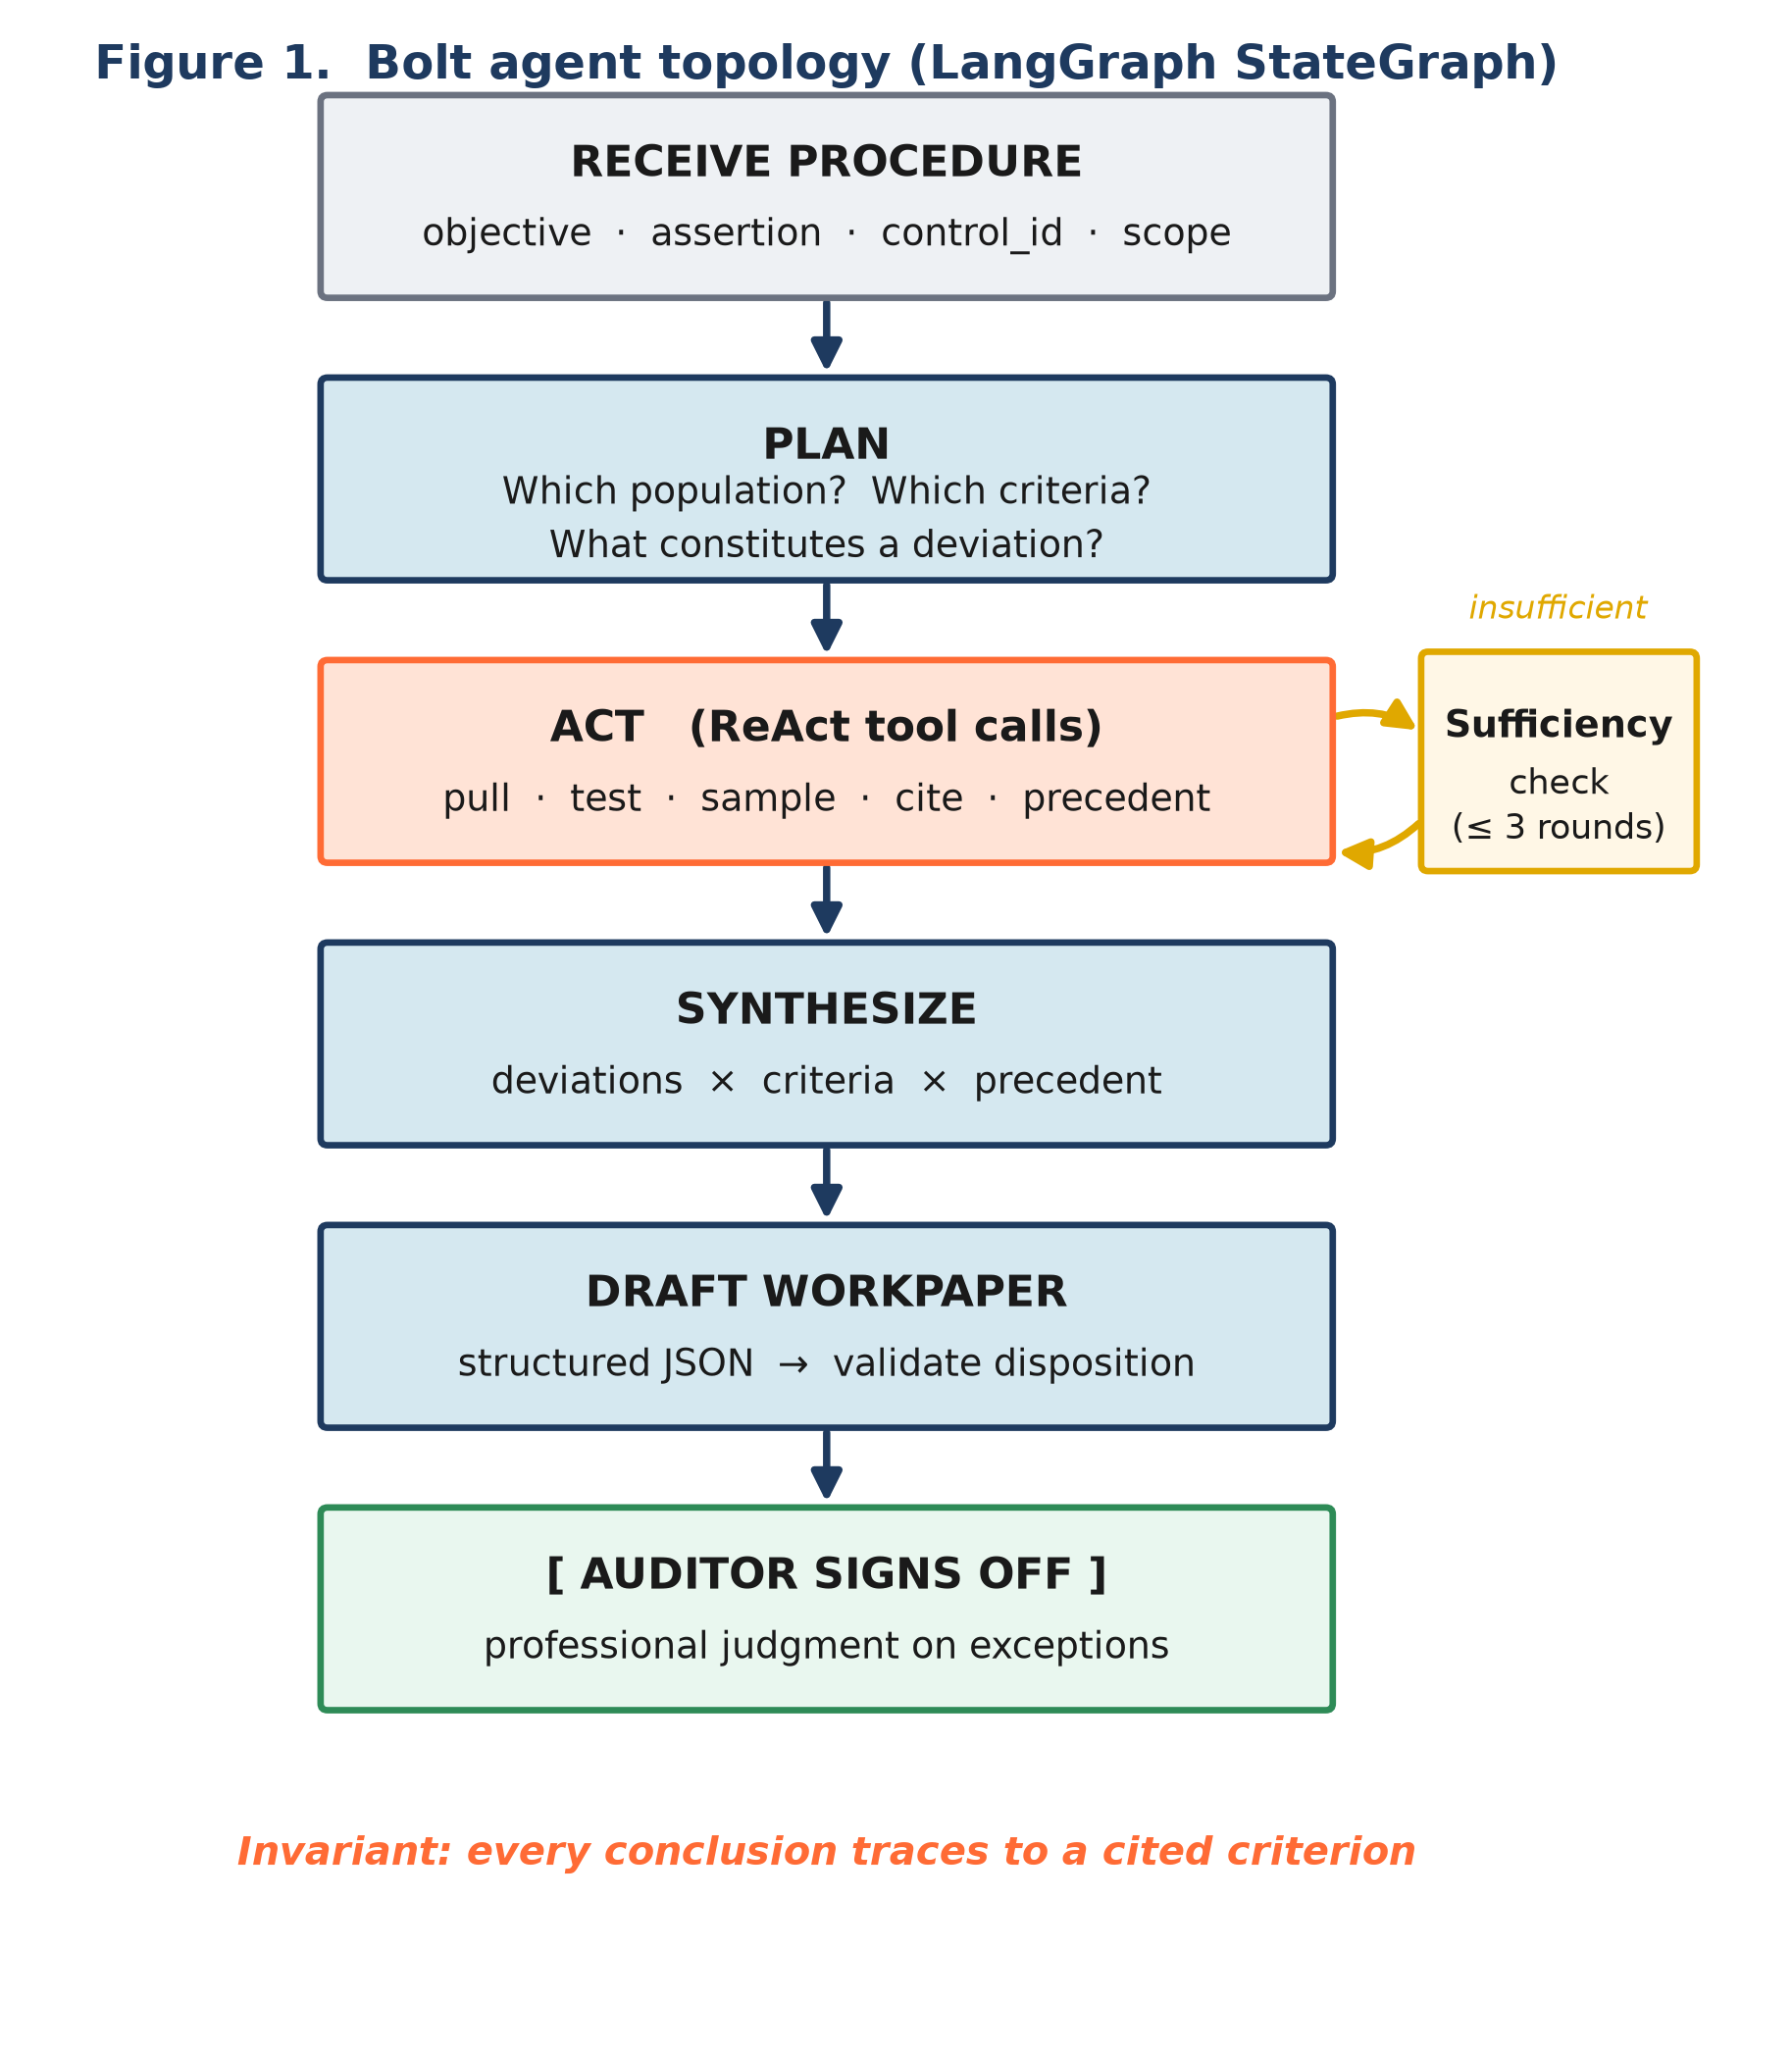 Figure 1.  Bolt agent topology (LangGraph StateGraph)
RECEIVE PROCEDURE
objective · assertion · control_id · scope
PLAN
Which population?  Which criteria?
What constitutes a deviation?
insufficient
ACT   (ReAct tool calls)
pull · test · sample · cite · precedent
Sufficiency
check
(≤ 3 rounds)
SYNTHESIZE
deviations × criteria × precedent
DRAFT WORKPAPER
structured JSON → validate disposition
[ AUDITOR SIGNS OFF ]
professional judgment on exceptions
Invariant: every conclusion traces to a cited criterion